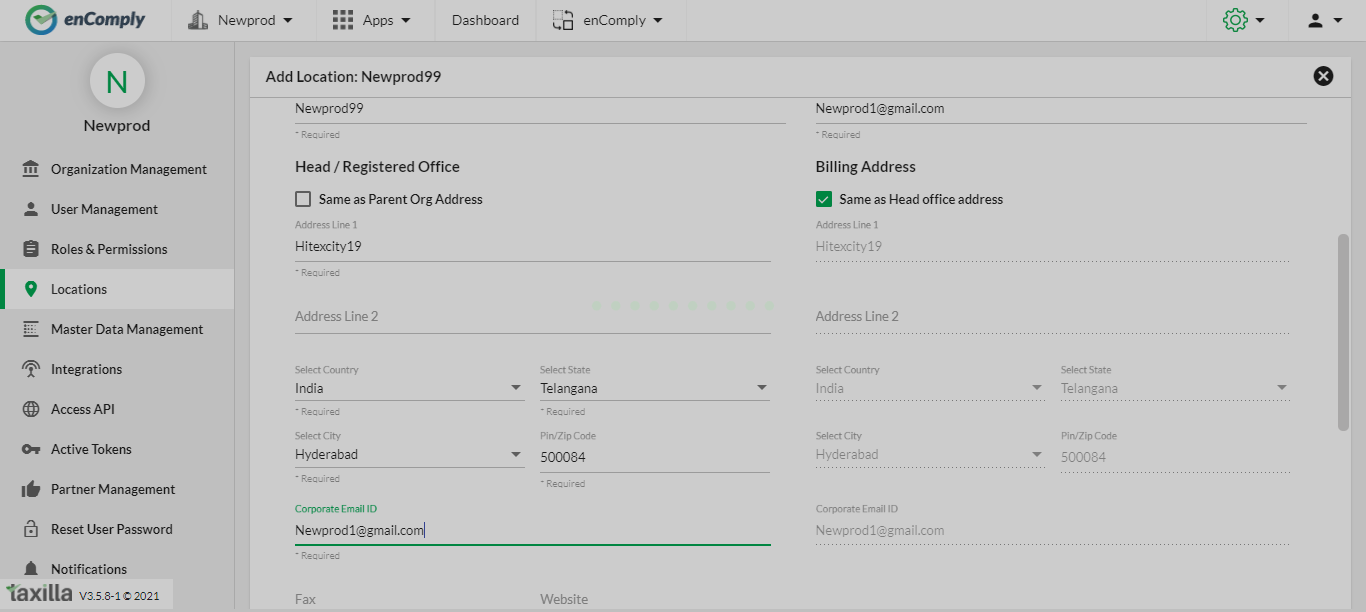 enComply
Newprod
Apps
Dashboard
enComply
N
Newprod
Organization Management
User Management
Roles & Permissions
Locations
Master Data Management
Integrations
Access API
Active Tokens
Partner Management
Reset User Password
Notifications
taxilla V3.5.8-1 © 2021
Add Location: Newprod99
Newprod99 Newprod1@gmail.com
* Required * Required
Head / Registered Office Billing Address
Same as Parent Org Address Same as Head office address
Address Line 1 Address Line 1
Hitexcity19 Hitexcity19
* Required
Address Line 2 Address Line 2
Select Country Select State Select Country Select State
India Telangana India Telangana
* Required * Required
Select City Pin/Zip Code Select City Pin/Zip Code
Hyderabad 500084 Hyderabad 500084
* Required * Required
Corporate Email ID Corporate Email ID
Newprod1@gmail.com Newprod1@gmail.com
* Required
Fax Website